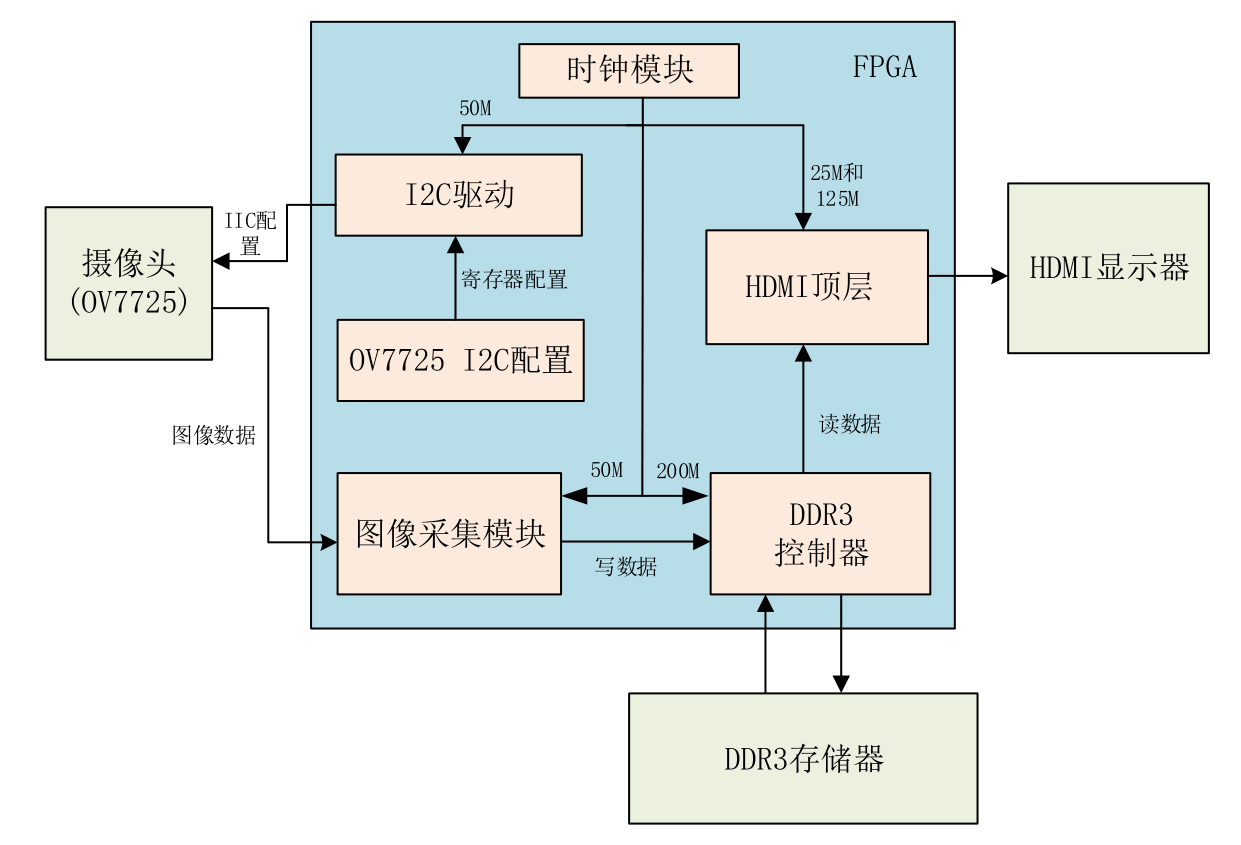 时钟模块
FPGA
50M
25M和
125M
I2C驱动
IIC配
置
摄像头
(OV7725)
寄存器配置
HDMI顶层
HDMI显示器
OV7725 I2C配置
图像数据
读数据
50M
200M
图像采集模块
DDR3
控制器
写数据
DDR3存储器